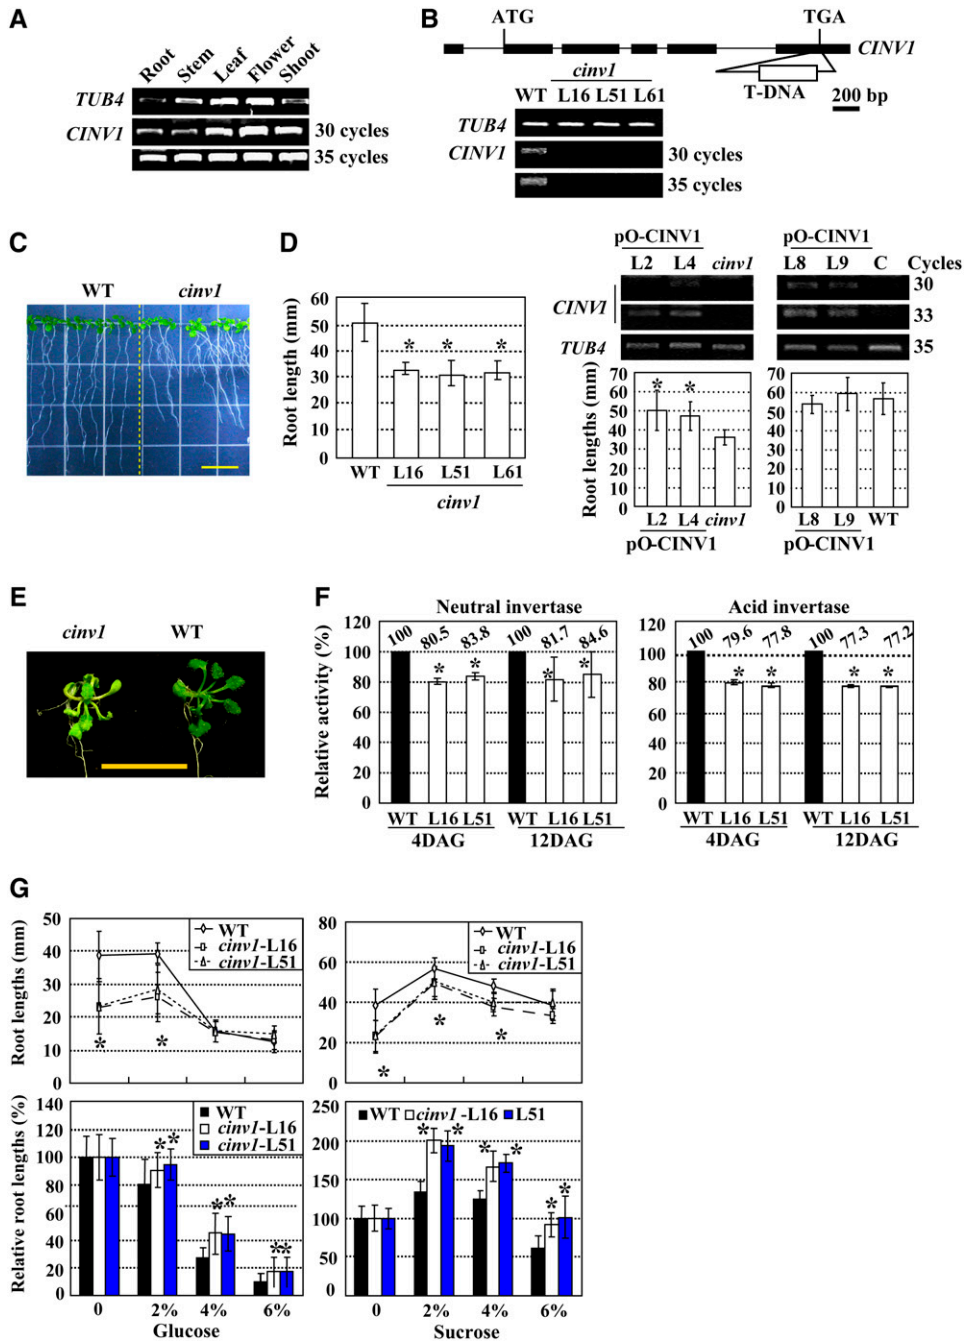 A
Root Stem Leaf Flower Shoot
TUB4
CINV1
30 cycles
35 cycles
B
ATG TGA
CINV1
T-DNA
200 bp
cinv1
WT L16 L51 L61
TUB4
CINV1
30 cycles
35 cycles
C
WT cinv1
D
Root length (mm)
60
50
40
30
20
10
0
* * *
WT L16 L51 L61
cinv1
pO-CINV1 pO-CINV1
L2 L4 cinv1 L8 L9 C Cycles
CINV1
30
33
TUB4
35
Root lengths (mm)
70
60
50
40
30
20
10
0
* *
L2 L4 cinv1
pO-CINV1
70
60
50
40
30
20
10
0
L8 L9 WT
pO-CINV1
E
cinv1 WT
F
Neutral invertase
Relative activity (%)
120
100
80
60
40
20
0
100 80.5 83.8 100 81.7 84.6
* * * *
WT L16 L51 WT L16 L51
4DAG 12DAG
Acid invertase
120
100
80
60
40
20
0
100 79.6 77.8 100 77.3 77.2
* * * *
WT L16 L51 WT L16 L51
4DAG 12DAG
G
Root lengths (mm)
50
40
30
20
10
0
WT
cinv1-L16
cinv1-L51
* *
80
60
40
20
0
WT
cinv1-L16
cinv1-L51
* * *
Relative root lengths (%)
140
120
100
80
60
40
20
0
WT
cinv1-L16
cinv1-L51
* * * * **
0 2% 4% 6%
Glucose
250
200
150
100
50
0
WT cinv1-L16 L51
* * * * * *
0 2% 4% 6%
Sucrose